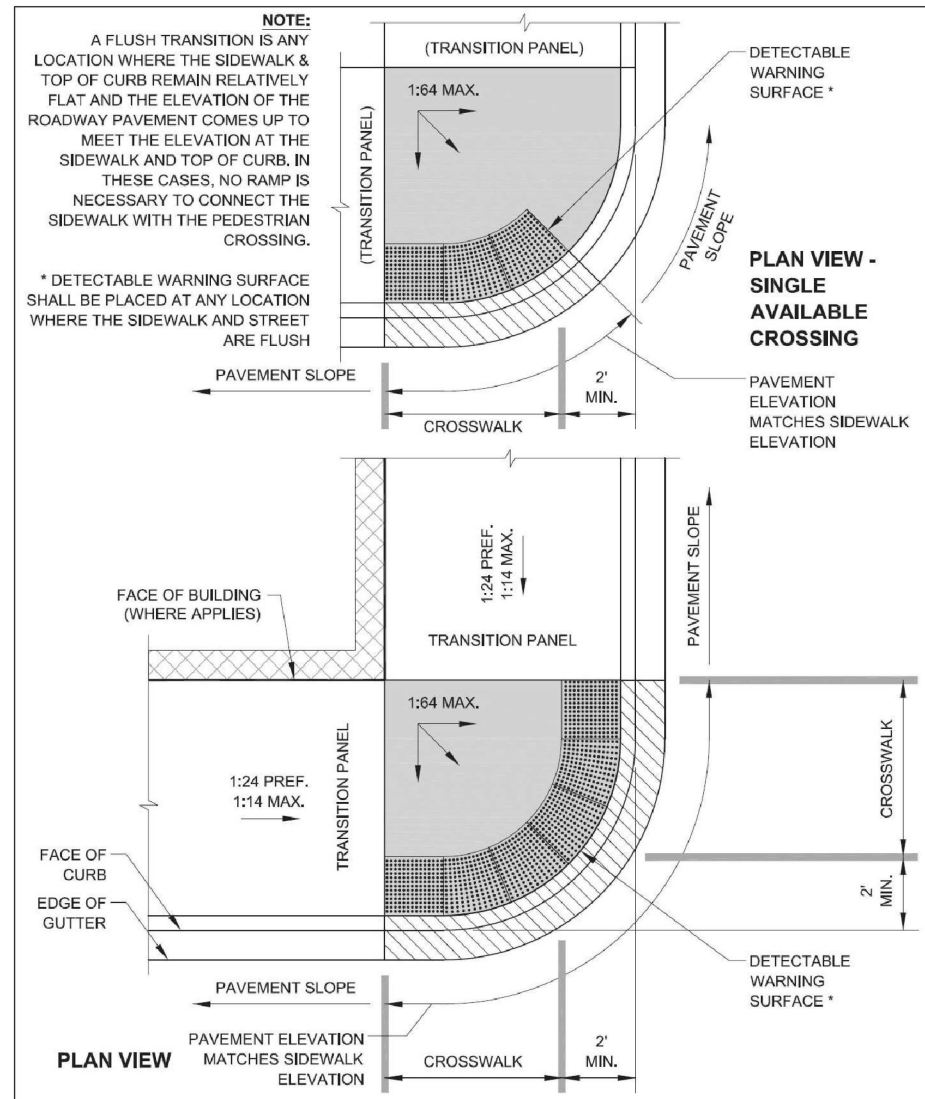 NOTE:
A FLUSH TRANSITION IS ANY
LOCATION WHERE THE SIDEWALK &
TOP OF CURB REMAIN RELATIVELY
FLAT AND THE ELEVATION OF THE
ROADWAY PAVEMENT COMES UP TO
MEET THE ELEVATION AT THE
SIDEWALK AND TOP OF CURB. IN
THESE CASES, NO RAMP IS
NECESSARY TO CONNECT THE
SIDEWALK WITH THE PEDESTRIAN
CROSSING.
* DETECTABLE WARNING SURFACE
SHALL BE PLACED AT ANY LOCATION
WHERE THE SIDEWALK AND STREET
ARE FLUSH
(TRANSITION PANEL)
(TRANSITION PANEL)
1:64 MAX.
DETECTABLE
WARNING
SURFACE *
PAVEMENT
SLOPE
PLAN VIEW -
SINGLE
AVAILABLE
CROSSING
PAVEMENT SLOPE
2'
MIN.
CROSSWALK
PAVEMENT
ELEVATION
MATCHES SIDEWALK
ELEVATION
FACE OF BUILDING
(WHERE APPLIES)
1:24 PREF.
1:14 MAX.
TRANSITION PANEL
PAVEMENT SLOPE
1:64 MAX.
1:24 PREF.
1:14 MAX.
TRANSITION PANEL
CROSSWALK
2'
MIN.
FACE OF
CURB
EDGE OF
GUTTER
DETECTABLE
WARNING
SURFACE *
PAVEMENT SLOPE
PAVEMENT ELEVATION
MATCHES SIDEWALK
ELEVATION
CROSSWALK
2'
MIN.
PLAN VIEW